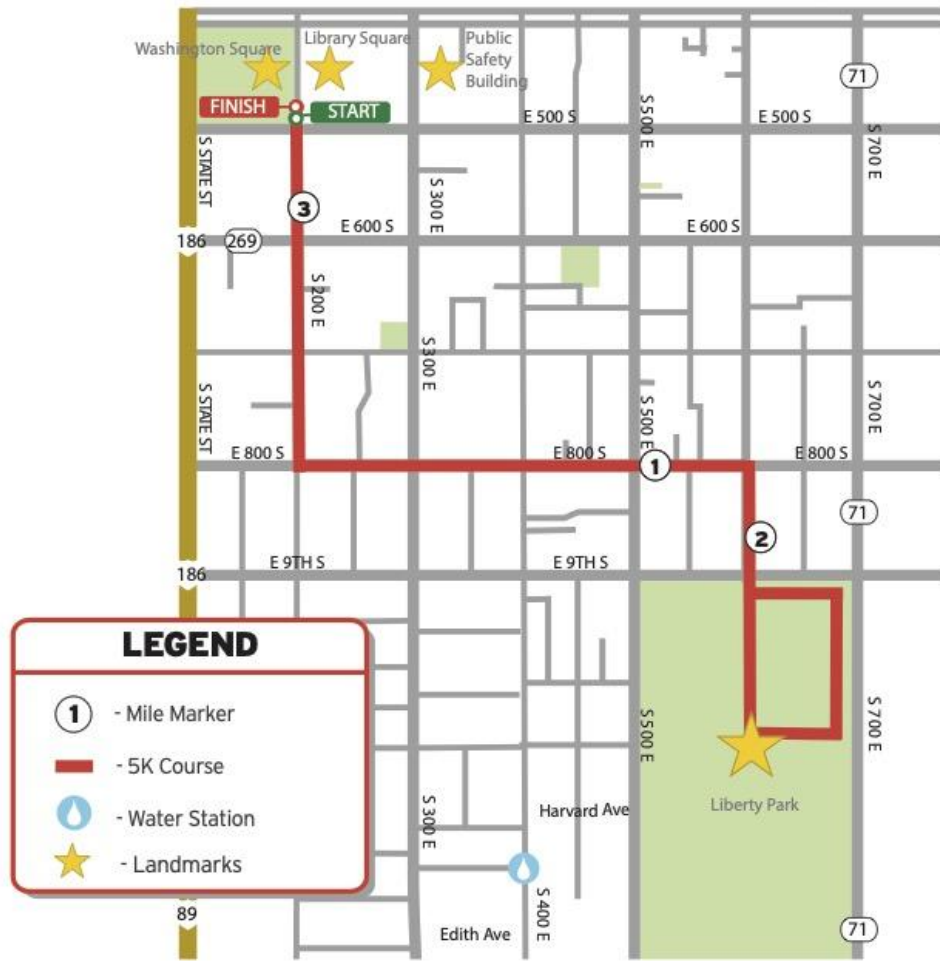 Washington Square
Library Square
Public
Safety
Building
71
FINISH
START
E 500 S
E 500 S
S 500 E
S 700 E
S STATE ST
S 300 E
3
E 600 S
E 600 S
186
269
S 200 E
S 300 E
S STATE ST
S 500 E
S 700 E
E 800 S
E 800 S
E 800 S
1
71
2
E 9TH S
E 9TH S
186
LEGEND
1 - Mile Marker
- 5K Course
- Water Station
- Landmarks
S 500 E
S 700 E
Liberty Park
Harvard Ave
S 300 E
S 400 E
Edith Ave
89
71